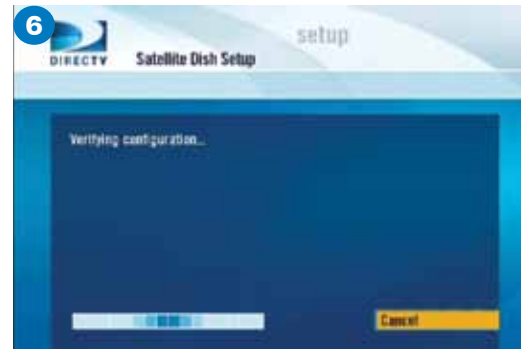 6
setup
DIRECTV
Satellite Dish Setup
Verifying configuration...
Cancel